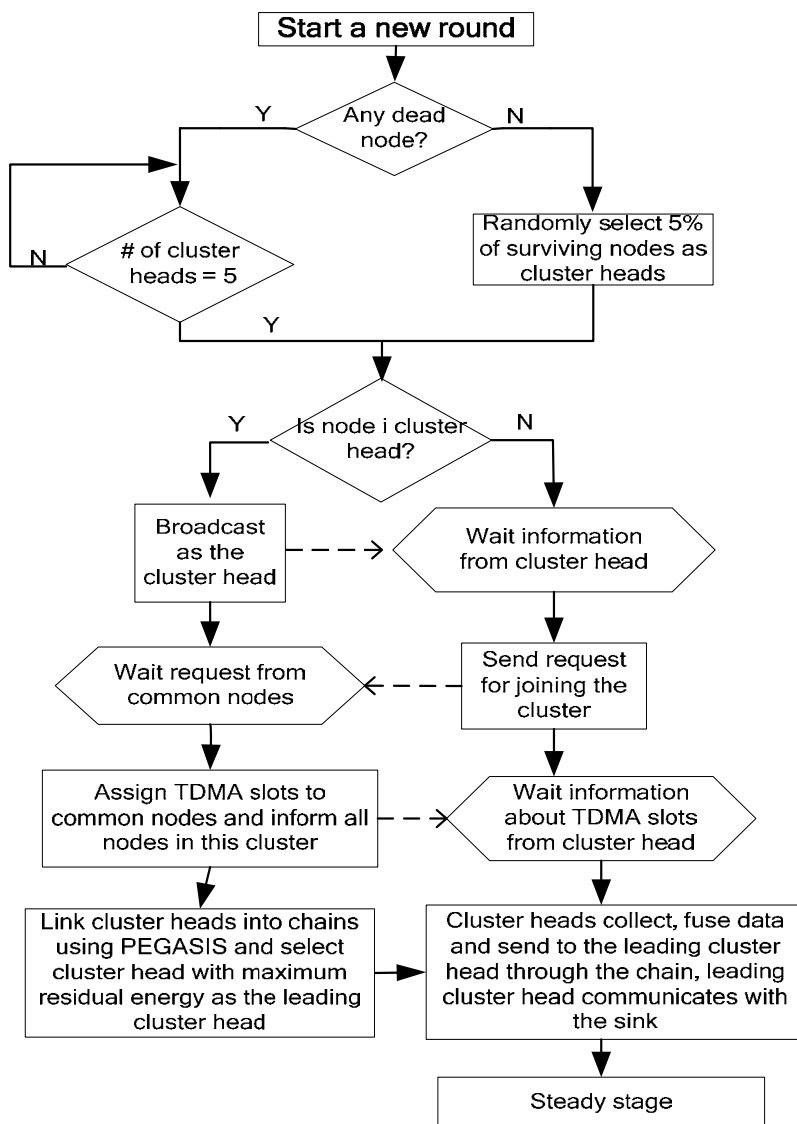 Start a new round
Any dead
node?
Y
N
# of cluster
heads = 5
N
Randomly select 5%
of surviving nodes as
cluster heads
Y
Is node i cluster
head?
Y
N
Broadcast
as the
cluster head
Wait information
from cluster head
Wait request from
common nodes
Send request
for joining the
cluster
Assign TDMA slots to
common nodes and inform all
nodes in this cluster
Wait information
about TDMA slots
from cluster head
Link cluster heads into chains
using PEGASIS and select
cluster head with maximum
residual energy as the leading
cluster head
Cluster heads collect, fuse data
and send to the leading cluster
head through the chain, leading
cluster head communicates with
the sink
Steady stage